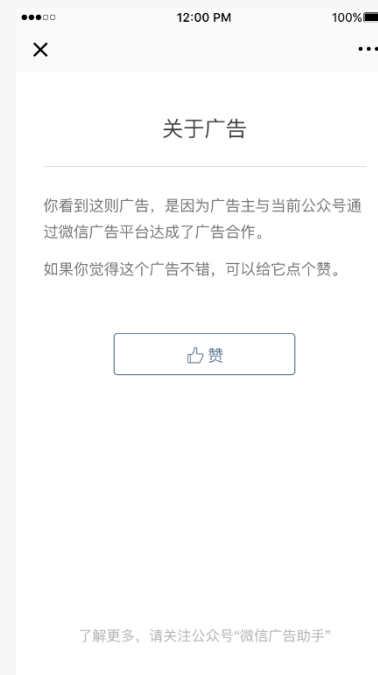 12:00 PM 100%
关于广告
你看到这则广告，是因为广告主与当前公众号通
过微信广告平台达成了广告合作。
如果你觉得这个广告不错，可以给它点个赞。
赞
了解更多，请关注公众号“微信广告助手”